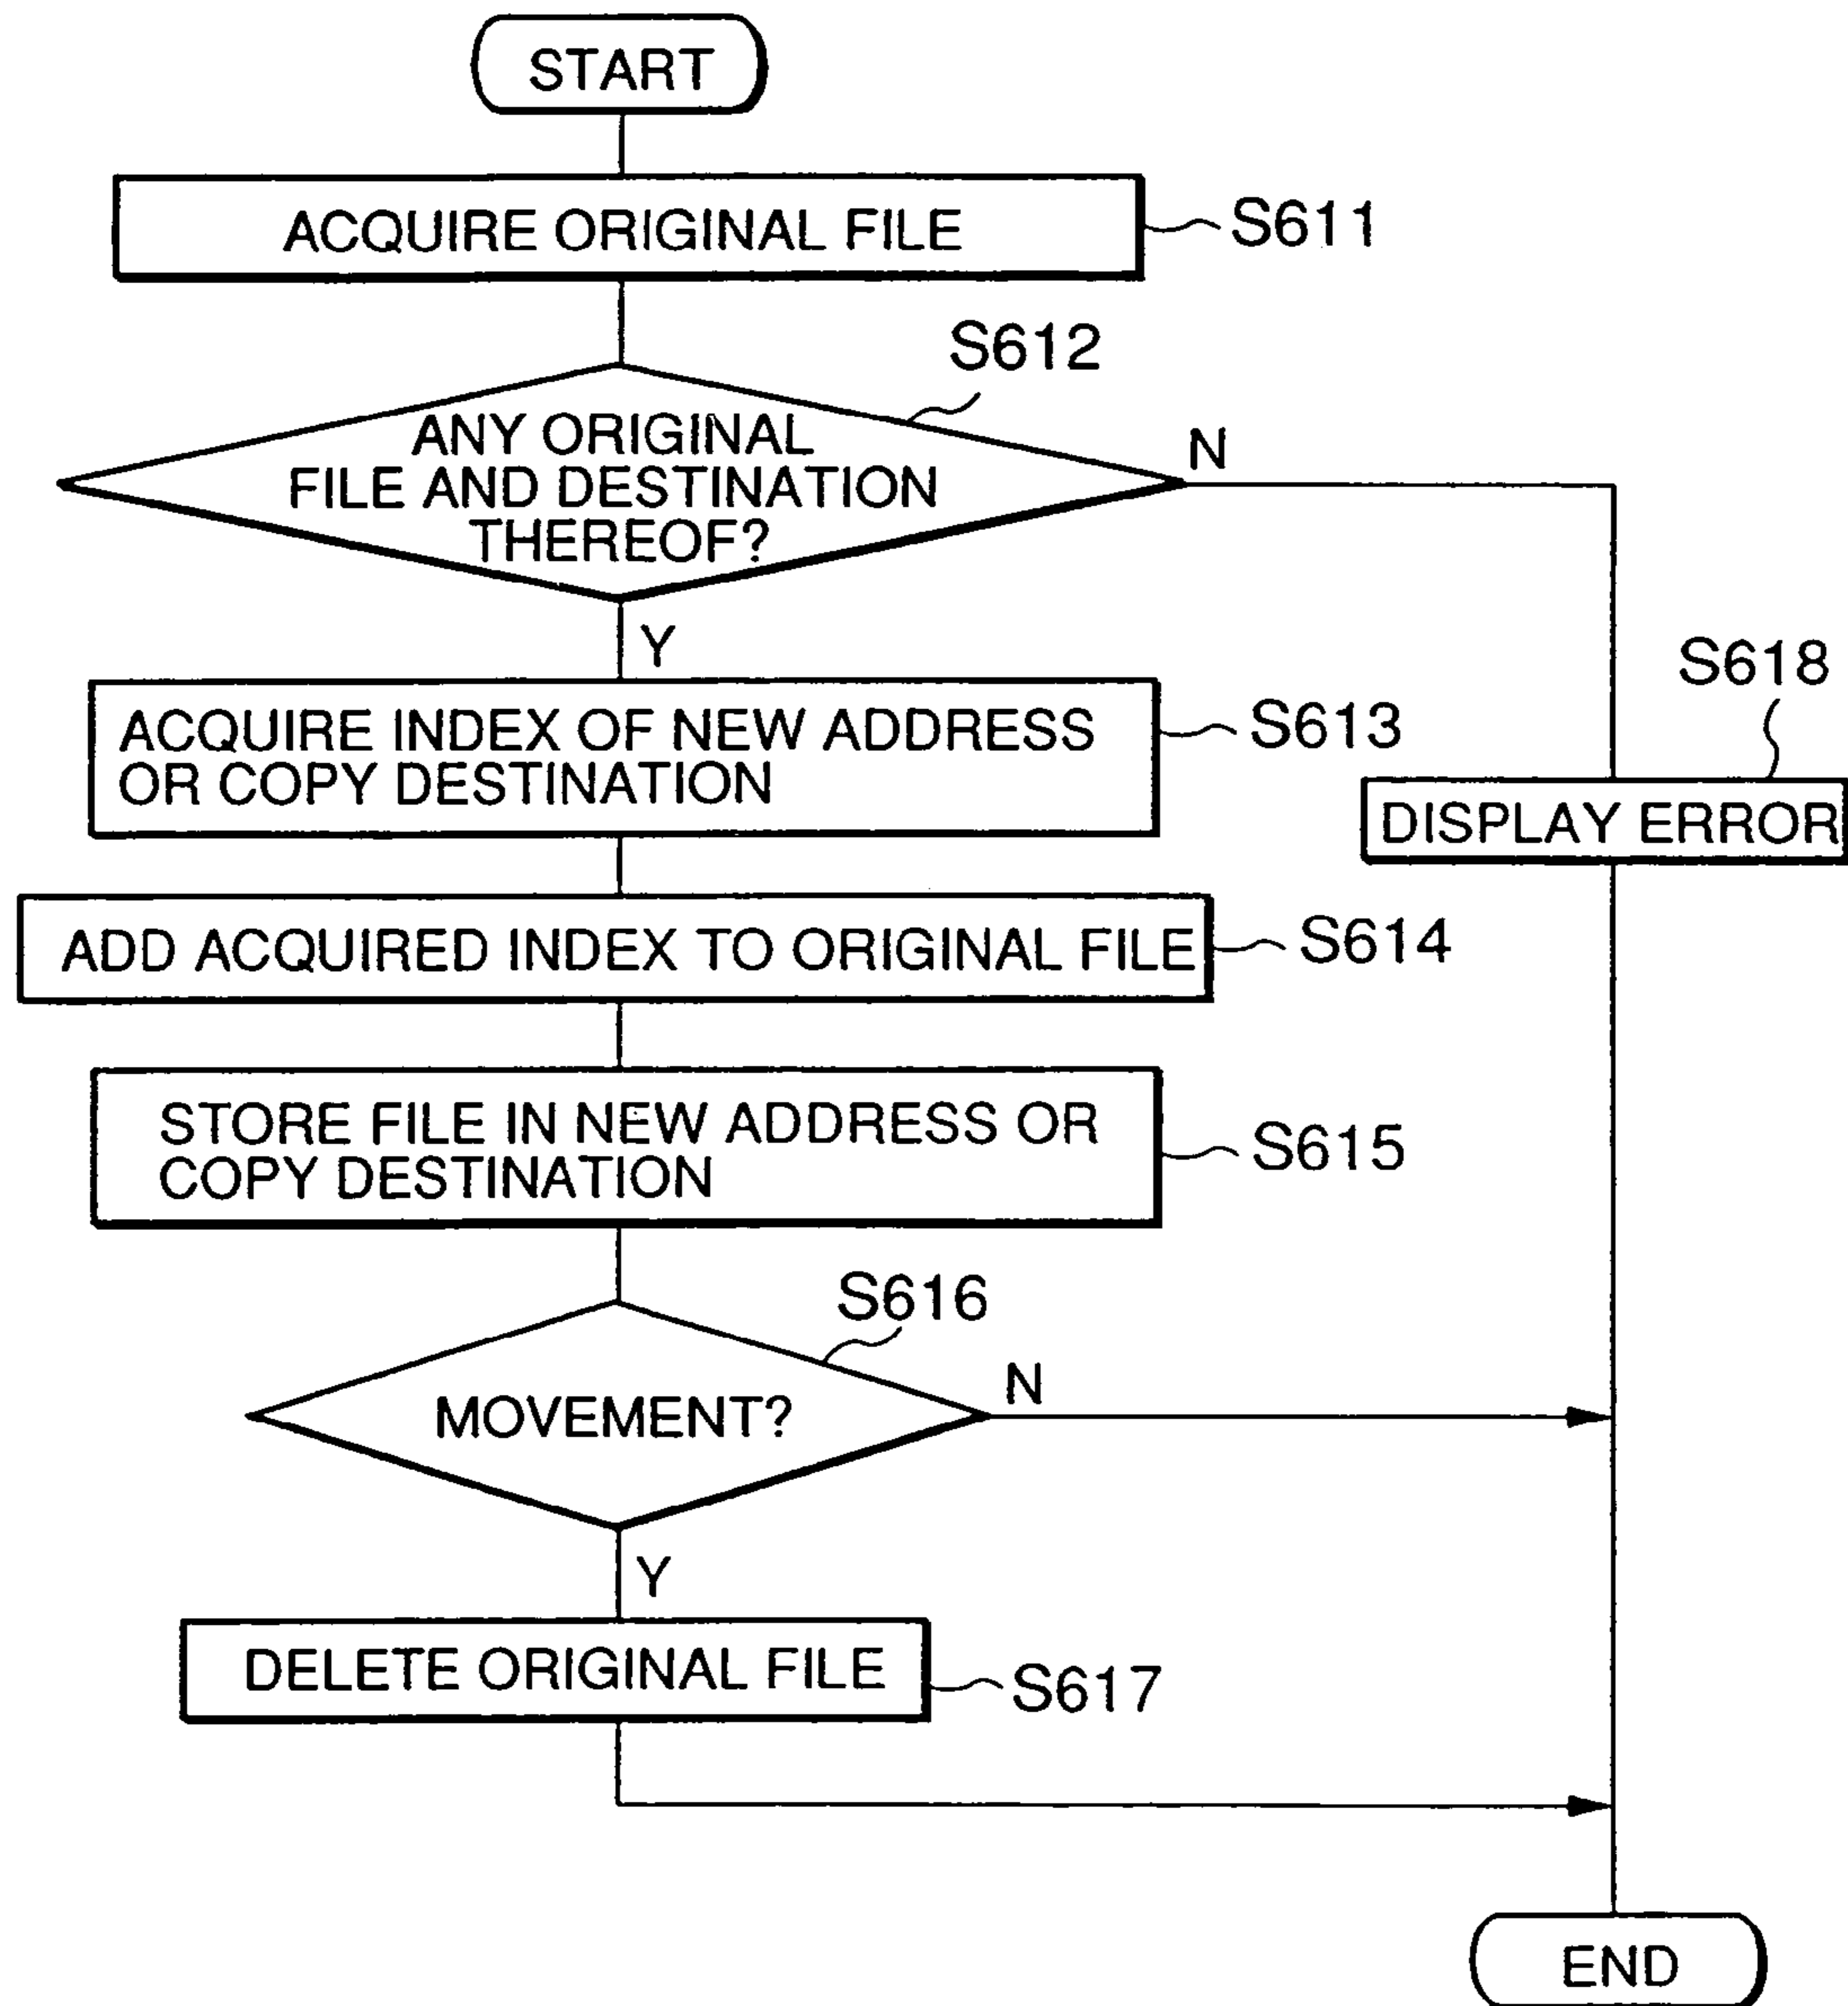 START
ACQUIRE ORIGINAL FILE
S611
S612
ANY ORIGINAL
FILE AND DESTINATION
THEREOF?
N
Y
S618
ACQUIRE INDEX OF NEW ADDRESS
OR COPY DESTINATION
S613
DISPLAY ERROR
ADD ACQUIRED INDEX TO ORIGINAL FILE
S614
STORE FILE IN NEW ADDRESS OR
COPY DESTINATION
S615
S616
MOVEMENT?
N
Y
DELETE ORIGINAL FILE
S617
END